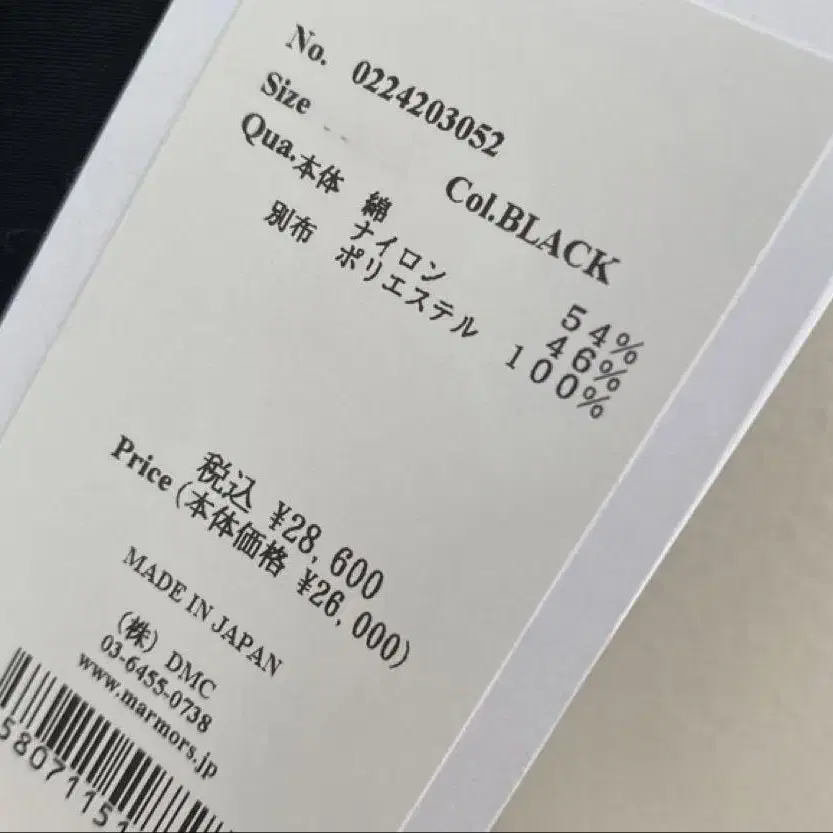 No. 0224203052
Size
Col.BLACK
Qua.本体 綿 54%
ナイロン 46%
別布 ポリエステル 100%
税込 ¥28,600
Price (本体価格 ¥26,000)
MADE IN JAPAN
(株) DMC
03-6455-0738
www.marmors.jp
58071151